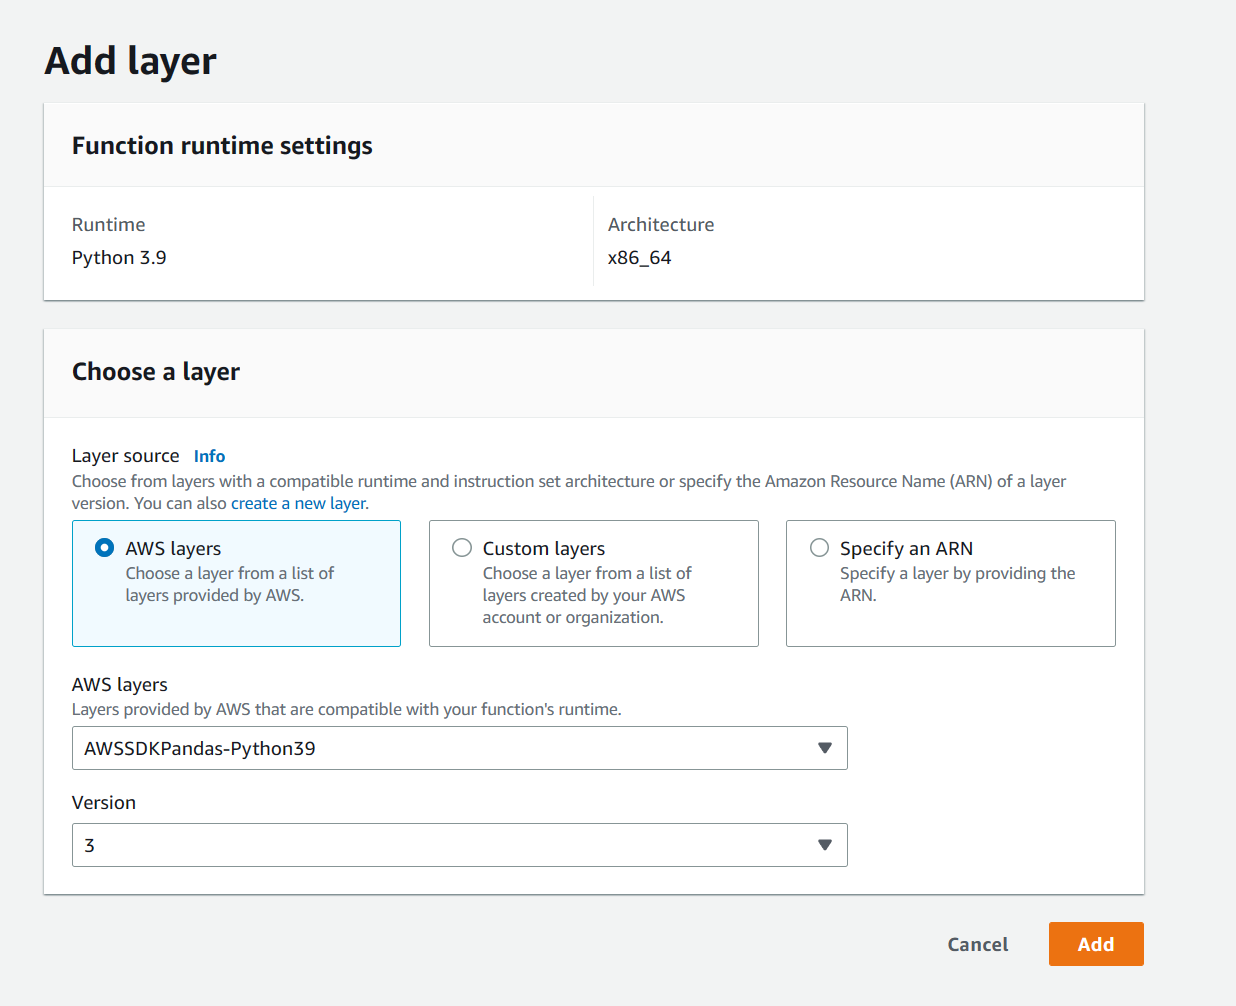 Add layer
Function runtime settings
Runtime
Python 3.9
Architecture
x86_64
Choose a layer
Layer source Info
Choose from layers with a compatible runtime and instruction set architecture or specify the Amazon Resource Name (ARN) of a layer
version. You can also create a new layer.
AWS layers
Choose a layer from a list of
layers provided by AWS.
Custom layers
Choose a layer from a list of
layers created by your AWS
account or organization.
Specify an ARN
Specify a layer by providing the
ARN.
AWS layers
Layers provided by AWS that are compatible with your function's runtime.
AWSSDKPandas-Python39
Version
3
Cancel
Add